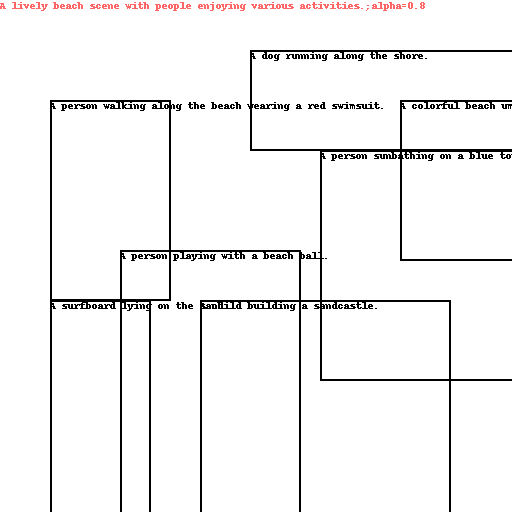 A lively beach scene with people enjoying various activities.;alpha=0.8
A dog running along the shore.
A person walking along the beach wearing a red swimsuit.
A colorful beach um
A person sunbathing on a blue to
A person playing with a beach ball.
A surfboard lying on the sand.
child building a sandcastle.